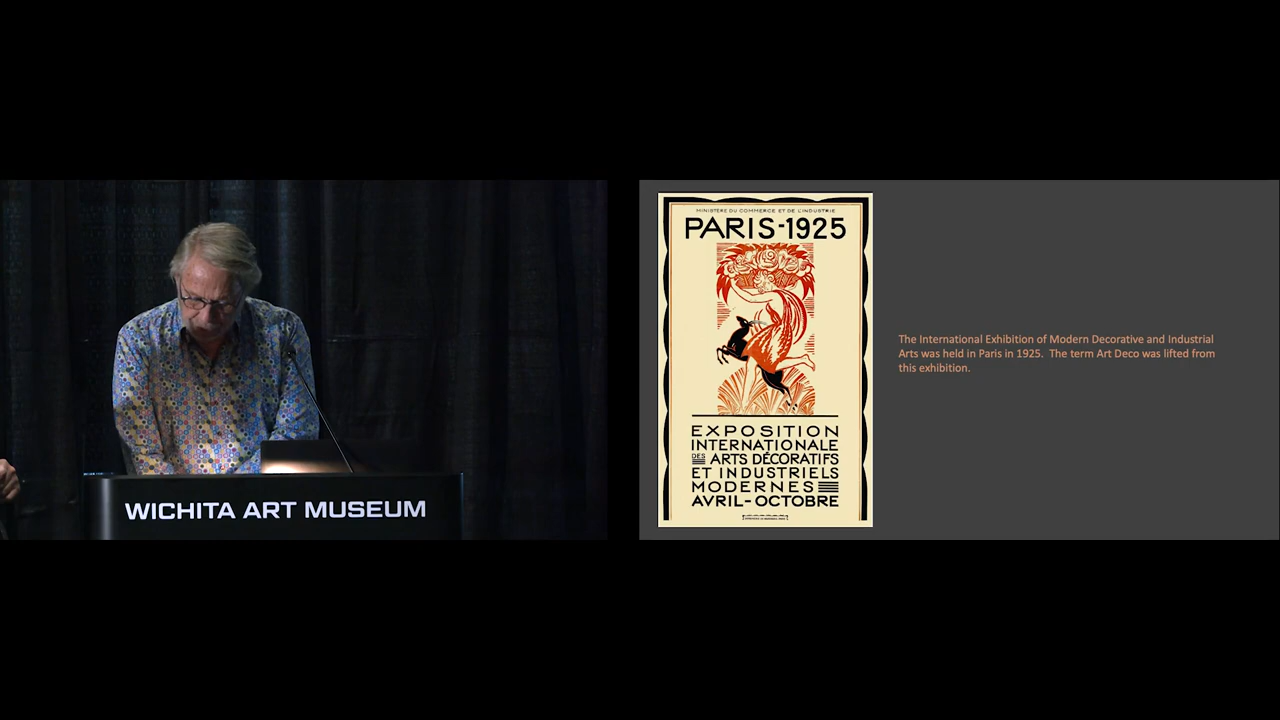 WICHITA ART MUSEUM
MINISTÈRE DU COMMERCE ET DE L'INDUSTRIE
PARIS-1925
EXPOSITION
INTERNATIONALE
DES ARTS DÉCORATIFS
ET INDUSTRIELS
MODERNES
AVRIL-OCTOBRE
The International Exhibition of Modern Decorative and Industrial
Arts was held in Paris in 1925. The term Art Deco was lifted from
this exhibition.